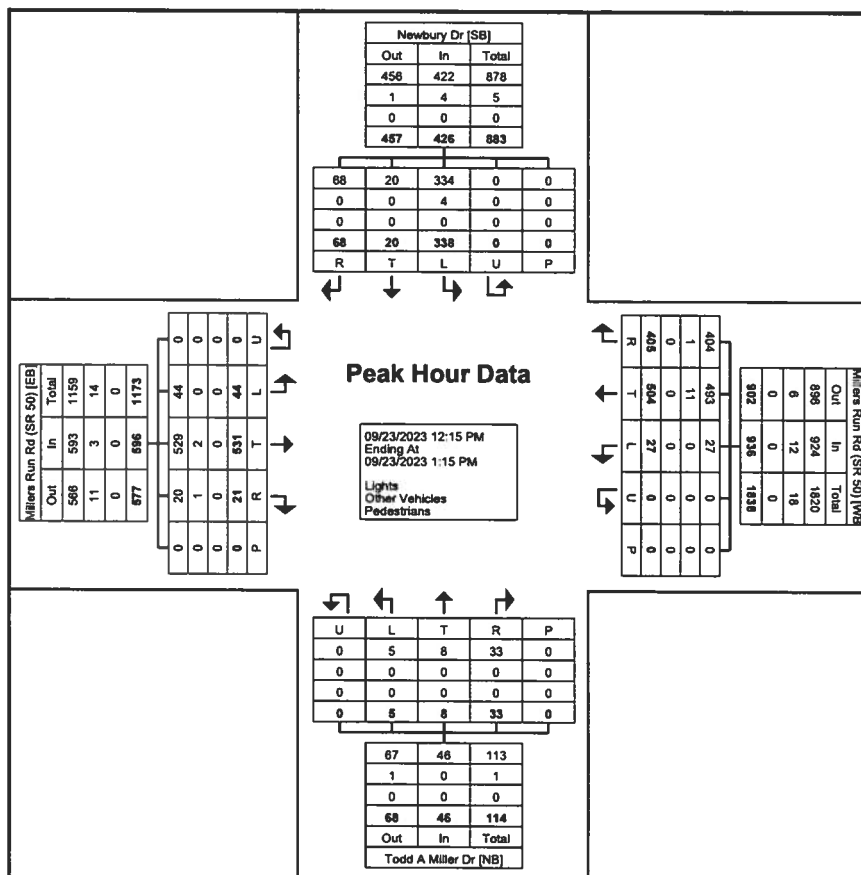 Newbury Dr [SB]
Out In Total
456 422 878
1 4 5
0 0 0
457 426 883
68 20 334 0 0
0 0 4 0 0
0 0 0 0 0
68 20 338 0 0
R T L U P
Millers Run Rd (SR 50) [EB]
Total 1159 14 0 1173
In 593 3 0 596
Out 566 11 0 577
0 0 0 0 U
44 0 0 44 L
529 2 0 531 T
20 1 0 21 R
0 0 0 0 P
Peak Hour Data
09/23/2023 12:15 PM
Ending At
09/23/2023 1:15 PM
Lights
Other Vehicles
Pedestrians
R 405 0 1 404
T 504 0 11 493
L 27 0 0 27
U 0 0 0 0
P 0 0 0 0
Millers Run Rd (SR 50) [WB]
902 0 6 896 Out
936 0 12 924 In
1838 0 18 1820 Total
U L T R P
0 5 8 33 0
0 0 0 0 0
0 0 0 0 0
0 5 8 33 0
67 46 113
1 0 1
0 0 0
68 46 114
Out In Total
Todd A Miller Dr [NB]